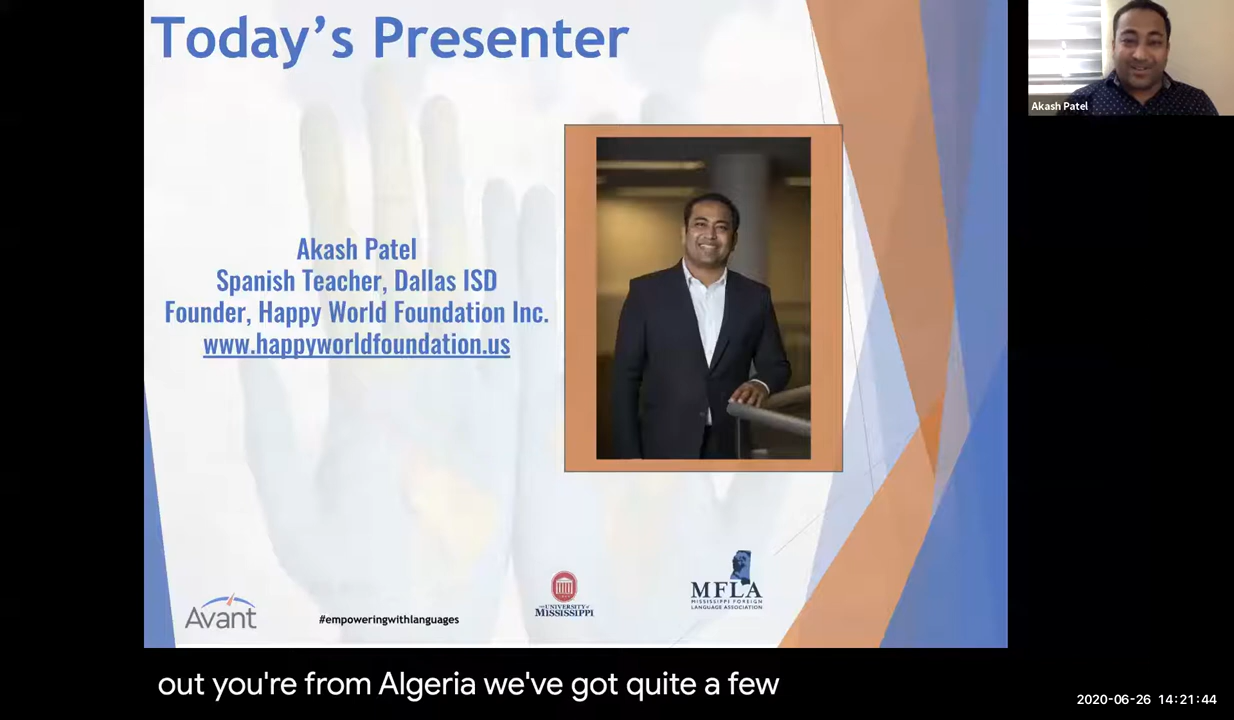 Today's Presenter
Akash Patel
Akash Patel
Spanish Teacher, Dallas ISD
Founder, Happy World Foundation Inc.
www.happyworldfoundation.us
Avant
#empoweringwithlanguages
THE UNIVERSITY of
MISSISSIPPI
MFLA
MISSISSIPPI FOREIGN
LANGUAGE ASSOCIATION
out you're from Algeria we've got quite a few
2020-06-26 14:21:44